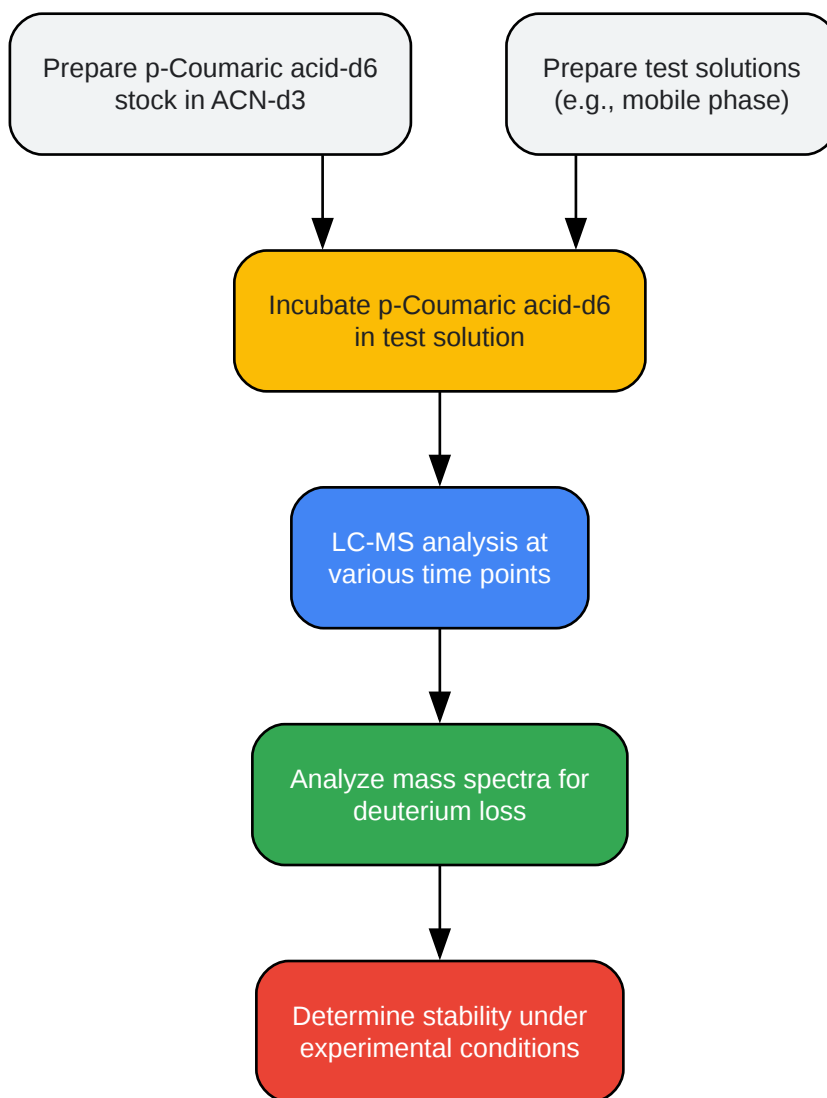 Prepare p-Coumaric acid-d6
stock in ACN-d3
Prepare test solutions
(e.g., mobile phase)
Incubate p-Coumaric acid-d6
in test solution
LC-MS analysis at
various time points
Analyze mass spectra for
deuterium loss
Determine stability under
experimental conditions